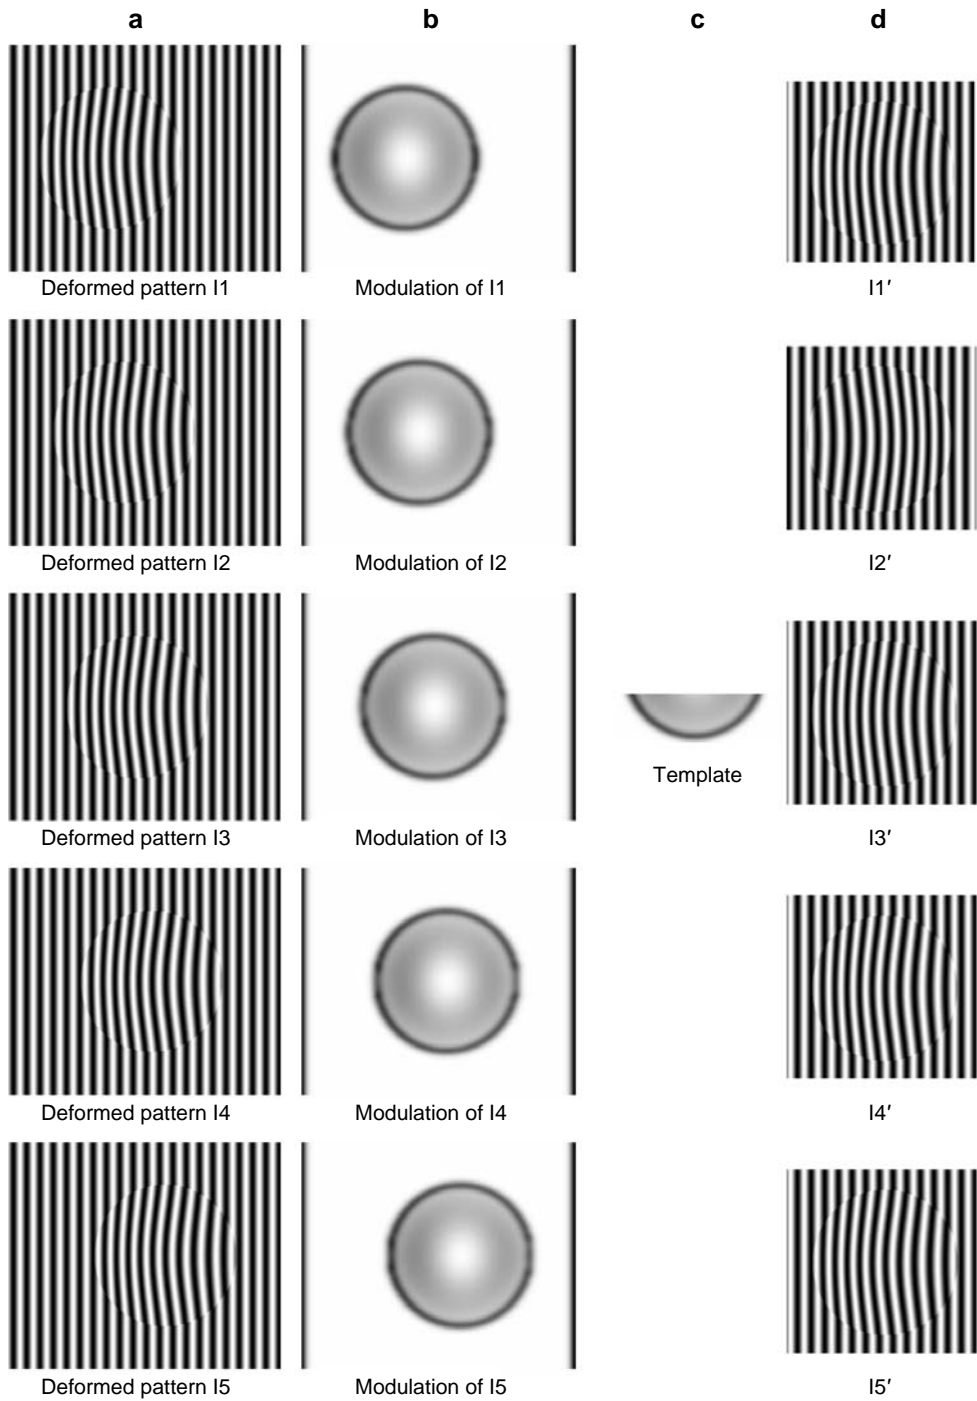 a b c d
Deformed pattern I1 Modulation of I1 I1′
Deformed pattern I2 Modulation of I2 I2′
Template
Deformed pattern I3 Modulation of I3 I3′
Deformed pattern I4 Modulation of I4 I4′
Deformed pattern I5 Modulation of I5 I5′